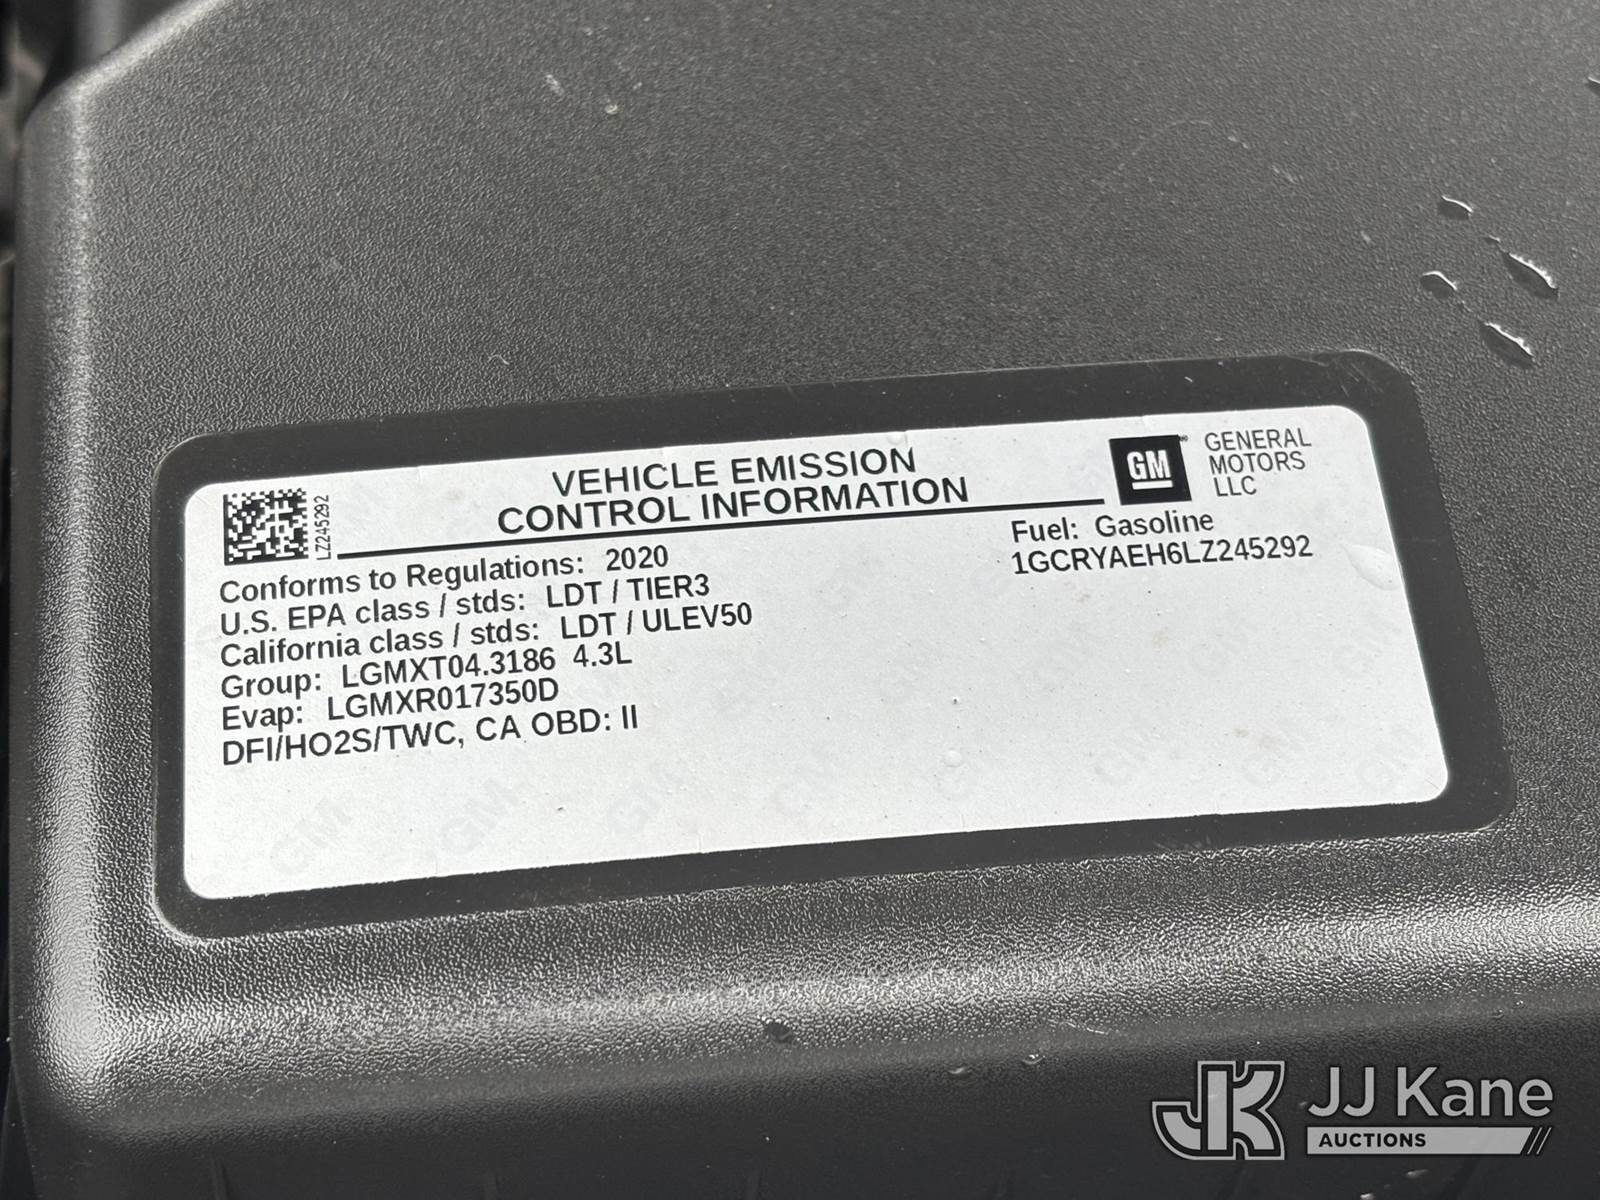 VEHICLE EMISSION
CONTROL INFORMATION
GM
GENERAL
MOTORS
LLC
LZ245292
Conforms to Regulations: 2020
U.S. EPA class / stds: LDT / TIER3
California class / stds: LDT / ULEV50
Group: LGMXT04.3186 4.3L
Evap: LGMXR017350D
DFI/HO2S/TWC, CA OBD: II
Fuel: Gasoline
1GCRYAEH6LZ245292
JK JJ Kane
AUCTIONS